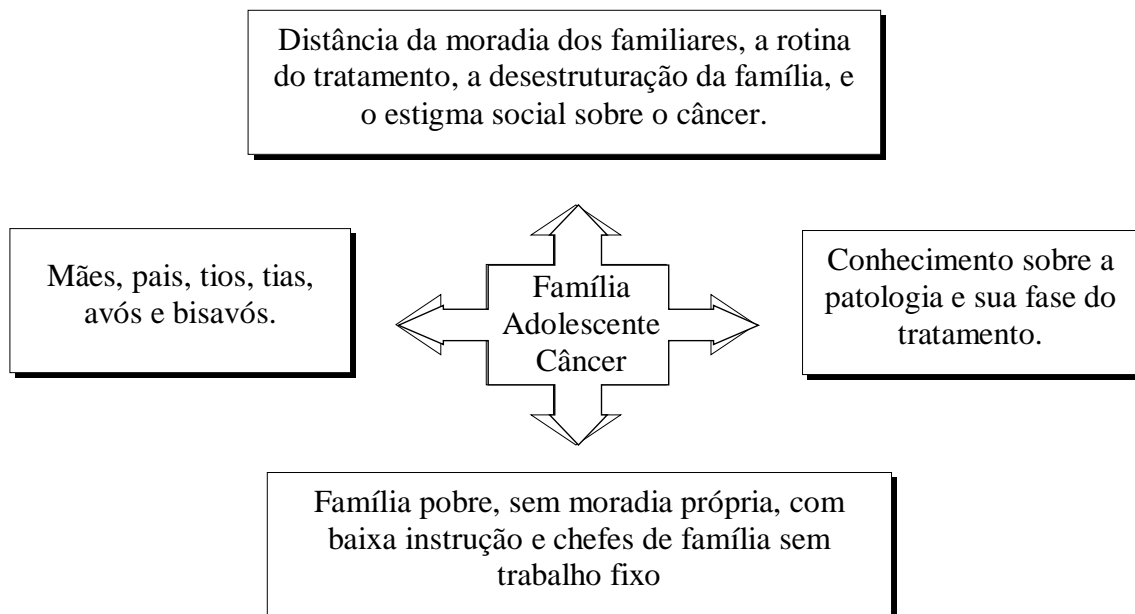 Distância da moradia dos familiares, a rotina
do tratamento, a desestruturação da família, e
o estigma social sobre o câncer.
Mães, pais, tios, tias,
avós e bisavós.
Família
Adolescente
Câncer
Conhecimento sobre a
patologia e sua fase do
tratamento.
Família pobre, sem moradia própria, com
baixa instrução e chefes de família sem
trabalho fixo